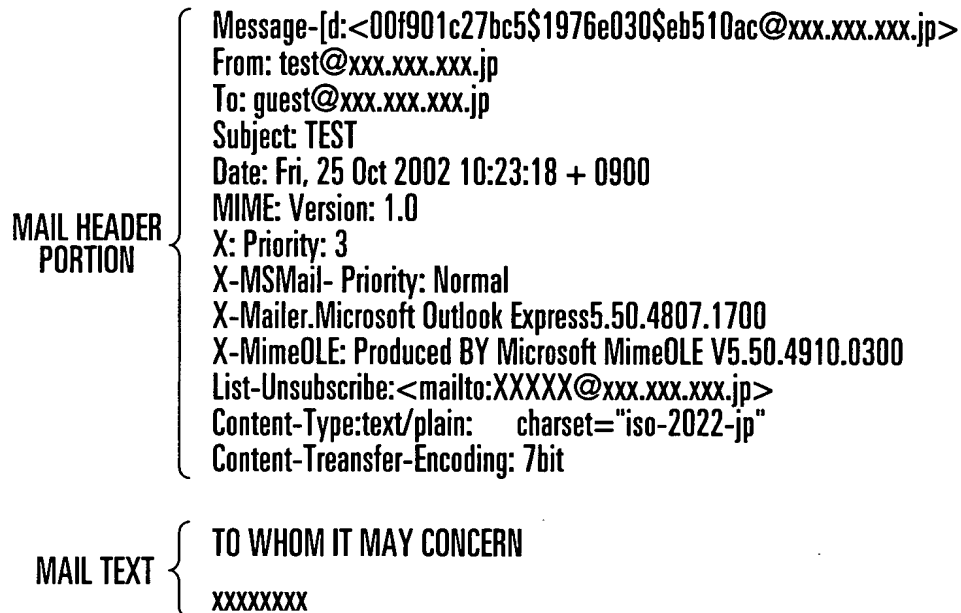 Message-[d:<00f901c27bc5$1976e030$eb510ac@xxx.xxx.xxx.jp>
From: test@xxx.xxx.xxx.jp
To: guest@xxx.xxx.xxx.jp
Subject: TEST
Date: Fri, 25 Oct 2002 10:23:18 + 0900
MIME: Version: 1.0
X: Priority: 3
X-MSMail- Priority: Normal
X-Mailer.Microsoft Outlook Express5.50.4807.1700
X-MimeOLE: Produced BY Microsoft MimeOLE V5.50.4910.0300
List-Unsubscribe:<mailto:XXXXX@xxx.xxx.xxx.jp>
Content-Type:text/plain: charset="iso-2022-jp"
Content-Treansfer-Encoding: 7bit
MAIL HEADER
PORTION
TO WHOM IT MAY CONCERN
xxxxxxxx
MAIL TEXT